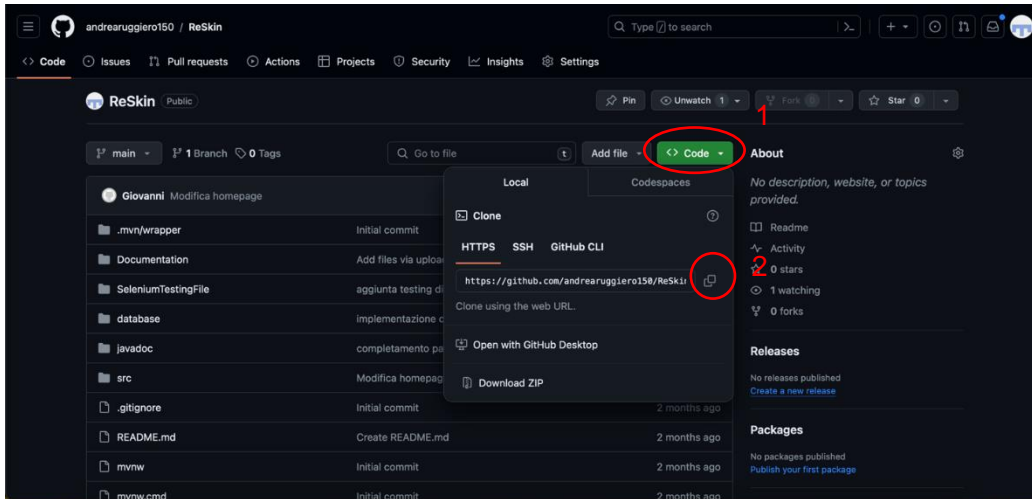 andrearuggiero150 / ReSkin
Type / to search
<> Code Issues Pull requests Actions Projects Security Insights Settings
ReSkin Public
Pin Unwatch 1 Fork 0 Star 0
1
main 1 Branch 0 Tags
Go to file t Add file <> Code
About
No description, website, or topics
provided.
Giovanni Modifica homepage
Local Codespaces
Clone
HTTPS SSH GitHub CLI
https://github.com/andrearuggiero150/ReSkin
Clone using the web URL.
Open with GitHub Desktop
Download ZIP
2
.mvn/wrapper Initial commit
Documentation Add files via uploa
SeleniumTestingFile aggiunta testing di
database implementazione
javadoc completamento pa
src Modifica homepag
.gitignore Initial commit 2 months ago
README.md Create README.md 2 months ago
mvnw Initial commit 2 months ago
mvnw.cmd Initial commit 2 months ago
Readme
Activity
0 stars
1 watching
0 forks
Releases
No releases published
Create a new release
Packages
No packages published
Publish your first package